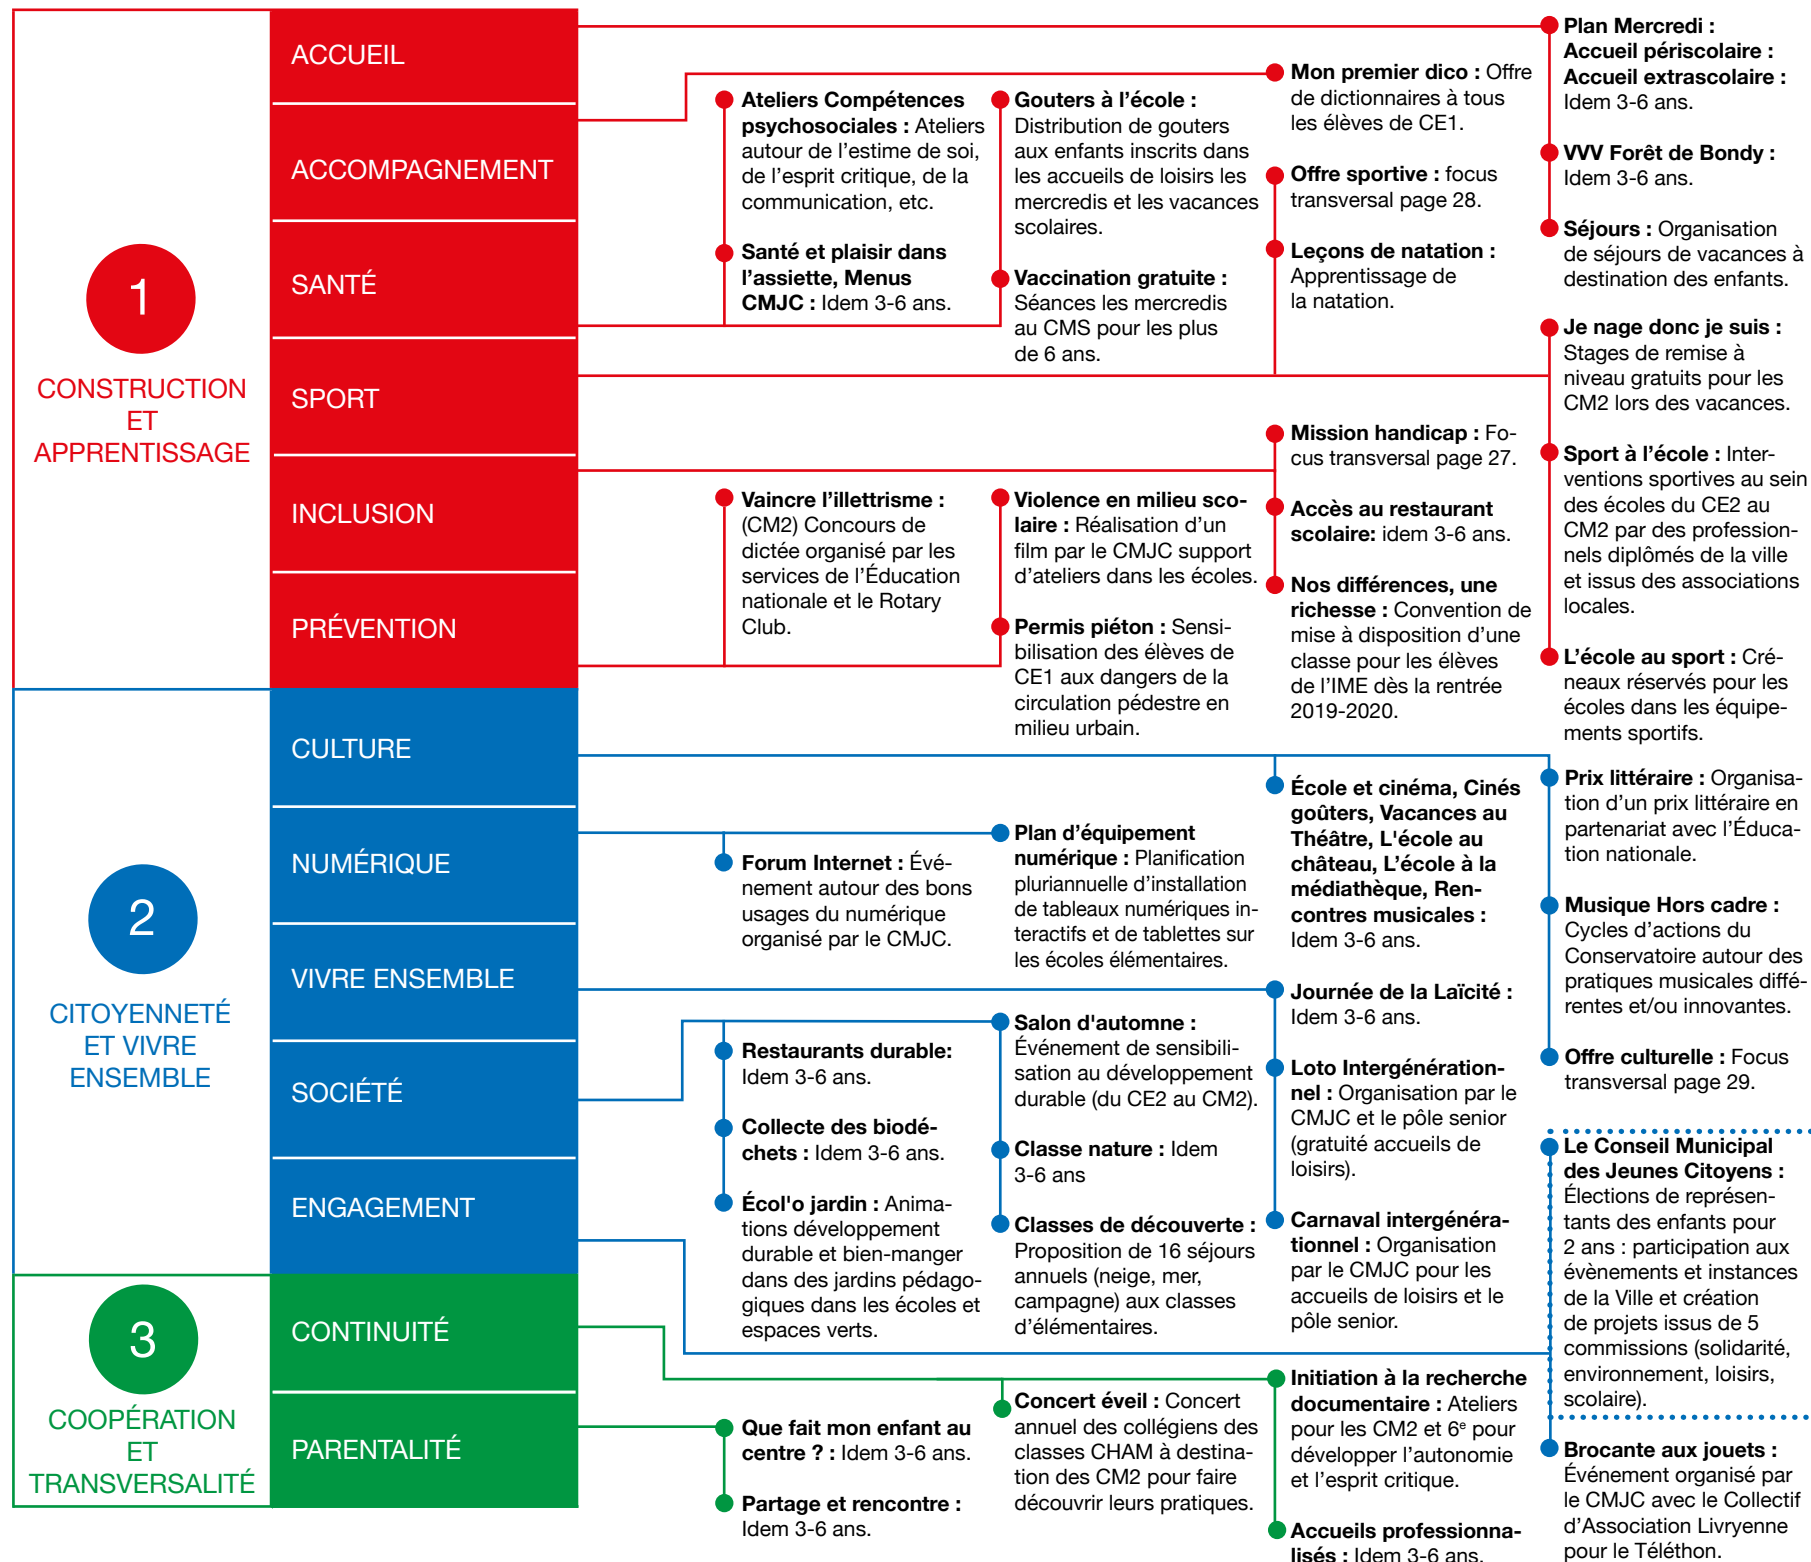 1
CONSTRUCTION
ET
APPRENTISSAGE
ACCUEIL
ACCOMPAGNEMENT
SANTÉ
SPORT
INCLUSION
PRÉVENTION
2
CITOYENNETÉ
ET VIVRE
ENSEMBLE
CULTURE
NUMÉRIQUE
VIVRE ENSEMBLE
SOCIÉTÉ
ENGAGEMENT
3
COOPÉRATION
ET
TRANSVERSALITÉ
CONTINUITÉ
PARENTALITÉ
Ateliers Compétences
psychosociales : Ateliers
autour de l’estime de soi,
de l’esprit critique, de la
communication, etc.
Santé et plaisir dans
l’assiette, Menus
CMJC : Idem 3-6 ans.
Vaincre l’illettrisme :
(CM2) Concours de
dictée organisé par les
services de l’Éducation
nationale et le Rotary
Club.
Forum Internet : Évé-
nement autour des bons
usages du numérique
organisé par le CMJC.
Restaurants durable:
Idem 3-6 ans.
Collecte des biodé-
chets : Idem 3-6 ans.
Écol'o jardin : Anima-
tions développement
durable et bien-manger
dans des jardins pédago-
giques dans les écoles et
espaces verts.
Que fait mon enfant au
centre ? : Idem 3-6 ans.
Partage et rencontre :
Idem 3-6 ans.
Gouters à l’école :
Distribution de gouters
aux enfants inscrits dans
les accueils de loisirs les
mercredis et les vacances
scolaires.
Vaccination gratuite :
Séances les mercredis
au CMS pour les plus
de 6 ans.
Violence en milieu sco-
laire : Réalisation d’un
film par le CMJC support
d’ateliers dans les écoles.
Permis piéton : Sensi-
bilisation des élèves de
CE1 aux dangers de la
circulation pédestre en
milieu urbain.
Plan d’équipement
numérique : Planification
pluriannuelle d’installation
de tableaux numériques in-
teractifs et de tablettes sur
les écoles élémentaires.
Salon d'automne :
Événement de sensibili-
sation au développement
durable (du CE2 au CM2).
Classe nature : Idem
3-6 ans
Classes de découverte :
Proposition de 16 séjours
annuels (neige, mer,
campagne) aux classes
d’élémentaires.
Concert éveil : Concert
annuel des collégiens des
classes CHAM à destina-
tion des CM2 pour faire
découvrir leurs pratiques.
Mon premier dico : Offre
de dictionnaires à tous
les élèves de CE1.
Offre sportive : focus
transversal page 28.
Leçons de natation :
Apprentissage de
la natation.
Mission handicap : Fo-
cus transversal page 27.
Accès au restaurant
scolaire: idem 3-6 ans.
Nos différences, une
richesse : Convention de
mise à disposition d’une
classe pour les élèves
de l’IME dès la rentrée
2019-2020.
École et cinéma, Cinés
goûters, Vacances au
Théâtre, L'école au
château, L’école à la
médiathèque, Ren-
contres musicales :
Idem 3-6 ans.
Journée de la Laïcité :
Idem 3-6 ans.
Loto Intergénération-
nel : Organisation par le
CMJC et le pôle senior
(gratuité accueils de
loisirs).
Carnaval intergénéra-
tionnel : Organisation
par le CMJC pour les
accueils de loisirs et le
pôle senior.
Initiation à la recherche
documentaire : Ateliers
pour les CM2 et 6e pour
développer l’autonomie
et l’esprit critique.
Accueils professionna-
lisés : Idem 3-6 ans.
Plan Mercredi :
Accueil périscolaire :
Accueil extrascolaire :
Idem 3-6 ans.
VVV Forêt de Bondy :
Idem 3-6 ans.
Séjours : Organisation
de séjours de vacances à
destination des enfants.
Je nage donc je suis :
Stages de remise à
niveau gratuits pour les
CM2 lors des vacances.
Sport à l’école : Inter-
ventions sportives au sein
des écoles du CE2 au
CM2 par des profession-
nels diplômés de la ville
et issus des associations
locales.
L’école au sport : Cré-
neaux réservés pour les
écoles dans les équipe-
ments sportifs.
Prix littéraire : Organisa-
tion d’un prix littéraire en
partenariat avec l’Éduca-
tion nationale.
Musique Hors cadre :
Cycles d’actions du
Conservatoire autour des
pratiques musicales diffé-
rentes et/ou innovantes.
Offre culturelle : Focus
transversal page 29.
Le Conseil Municipal
des Jeunes Citoyens :
Élections de représen-
tants des enfants pour
2 ans : participation aux
évènements et instances
de la Ville et création
de projets issus de 5
commissions (solidarité,
environnement, loisirs,
scolaire).
Brocante aux jouets :
Événement organisé par
le CMJC avec le Collectif
d’Association Livryenne
pour le Téléthon.